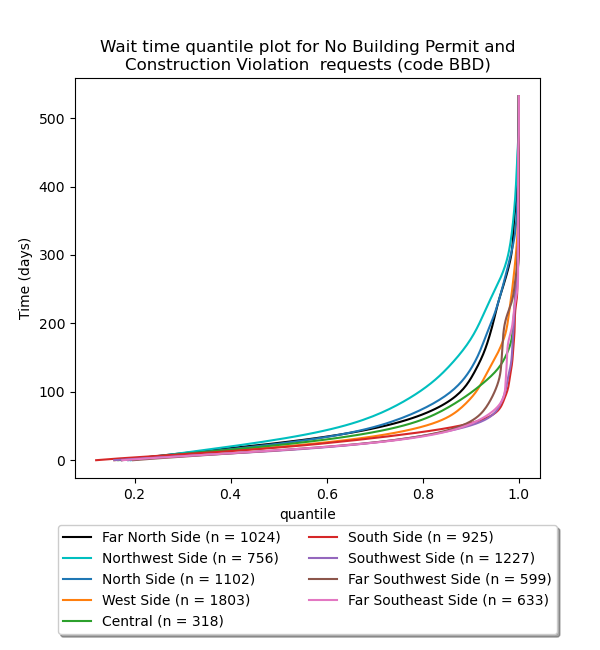 Wait time quantile plot for No Building Permit and
Construction Violation  requests (code BBD)
Time (days)
500
400
300
200
100
0
0.2 0.4 0.6 0.8 1.0
quantile
Far North Side (n = 1024)
Northwest Side (n = 756)
North Side (n = 1102)
West Side (n = 1803)
Central (n = 318)
South Side (n = 925)
Southwest Side (n = 1227)
Far Southwest Side (n = 599)
Far Southeast Side (n = 633)